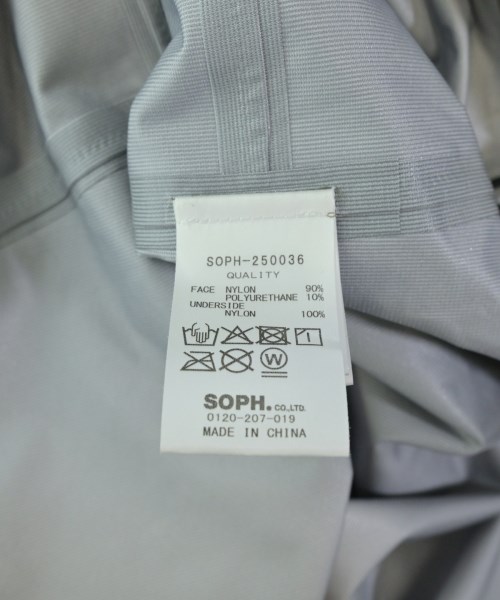 SOPH-250036
QUALITY
FACE NYLON 90%
POLYURETHANE 10%
UNDERSIDE
NYLON 100%
W
SOPH. CO.,LTD.
0120-207-019
MADE IN CHINA